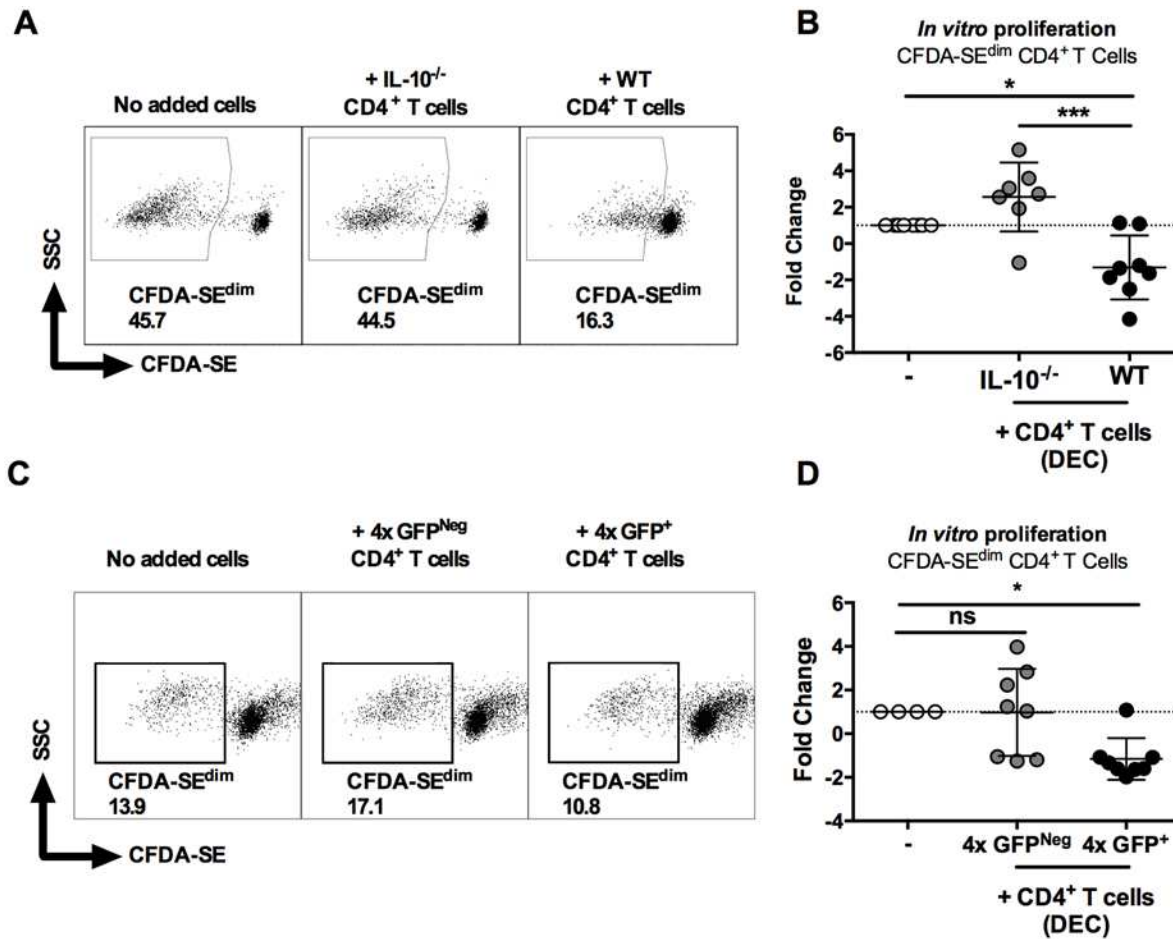 A
No added cells
+ IL-10-/-
CD4+ T cells
+ WT
CD4+ T cells
SSC
CFDA-SEdim
45.7
CFDA-SEdim
44.5
CFDA-SEdim
16.3
CFDA-SE
B
In vitro proliferation
CFDA-SEdim CD4+ T Cells
*
***
Fold Change
6
4
2
0
-2
-4
-6
-
IL-10-/-
WT
+ CD4+ T cells
(DEC)
C
No added cells
+ 4x GFPNeg
CD4+ T cells
+ 4x GFP+
CD4+ T cells
SSC
CFDA-SEdim
13.9
CFDA-SEdim
17.1
CFDA-SEdim
10.8
CFDA-SE
D
In vitro proliferation
CFDA-SEdim CD4+ T Cells
*
ns
Fold Change
6
4
2
0
-2
-4
-
4x GFPNeg
4x GFP+
+ CD4+ T cells
(DEC)